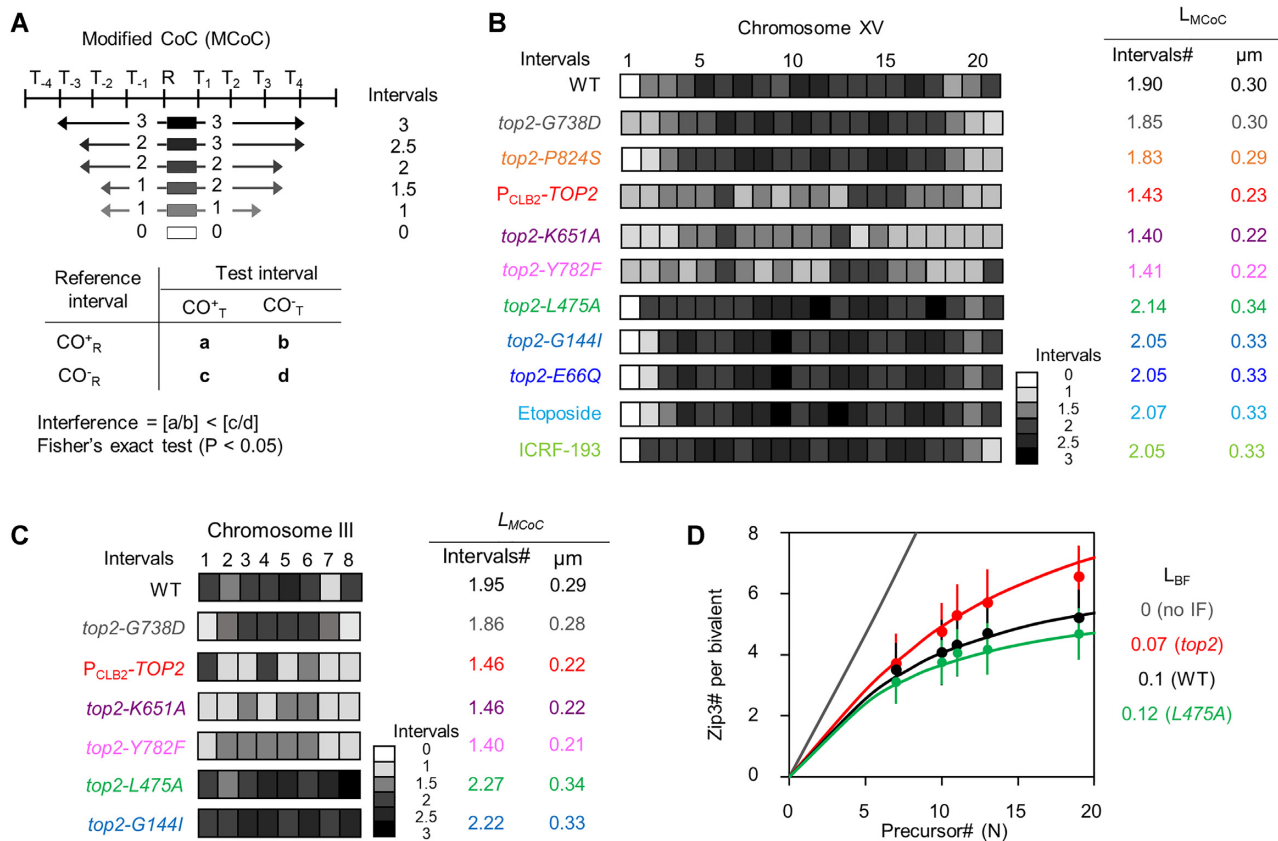 A
Modified CoC (MCoC)
T-4 T-3 T-2 T-1 R T1 T2 T3 T4
Intervals
3 3 3
2 3 2.5
2 2 2
1 2 1.5
1 1 1
0 0 0
Reference interval
Test interval
CO+T CO-T
CO+R a b
CO-R c d
Interference = [a/b] < [c/d]
Fisher's exact test (P < 0.05)
B
Chromosome XV
LMCoC
Intervals 1 5 10 15 20
Intervals# µm
WT 1.90 0.30
top2-G738D 1.85 0.30
top2-P824S 1.83 0.29
PCLB2-TOP2 1.43 0.23
top2-K651A 1.40 0.22
top2-Y782F 1.41 0.22
top2-L475A 2.14 0.34
top2-G144I 2.05 0.33
top2-E66Q 2.05 0.33
Etoposide 2.07 0.33
ICRF-193 2.05 0.33
Intervals
0
1
1.5
2
2.5
3
C
Chromosome III
LMCoC
Intervals 1 2 3 4 5 6 7 8
Intervals# µm
WT 1.95 0.29
top2-G738D 1.86 0.28
PCLB2-TOP2 1.46 0.22
top2-K651A 1.46 0.22
top2-Y782F 1.40 0.21
top2-L475A 2.27 0.34
top2-G144I 2.22 0.33
Intervals
0
1
1.5
2
2.5
3
D
Zip3# per bivalent
8
6
4
2
0
0 5 10 15 20
Precursor# (N)
LBF
0 (no IF)
0.07 (top2)
0.1 (WT)
0.12 (L475A)